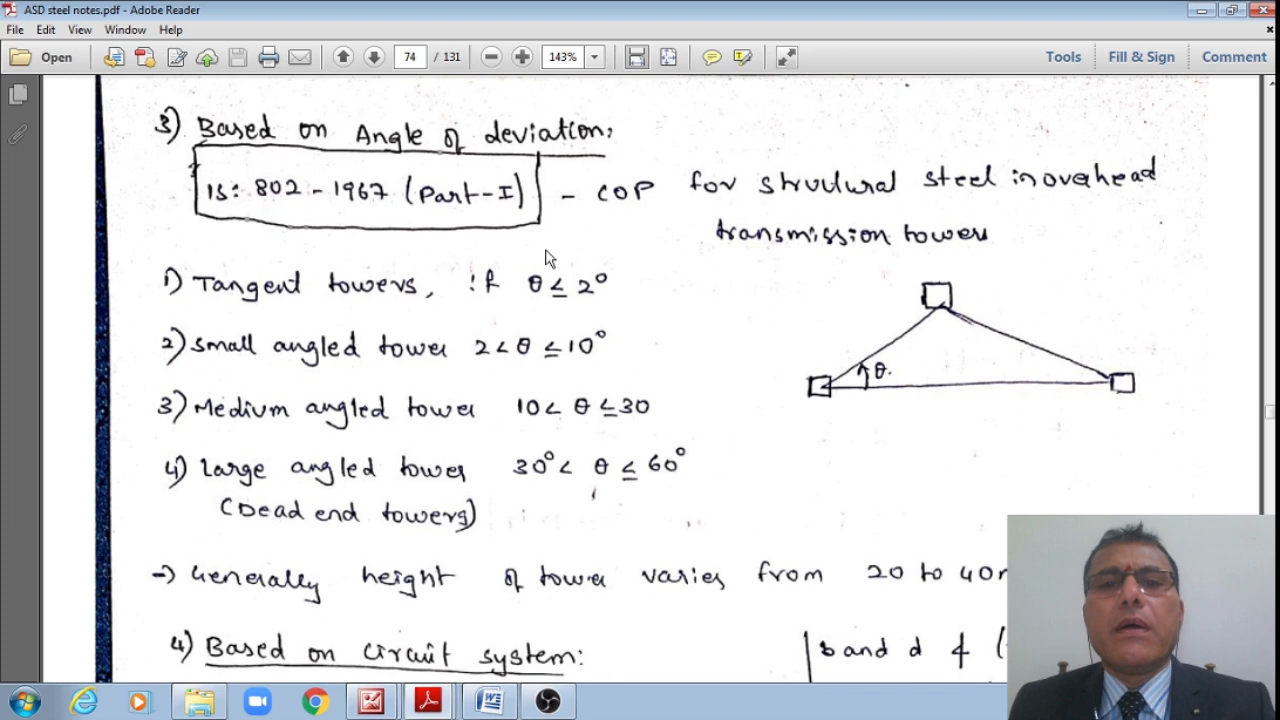 ASD steel notes.pdf - Adobe Reader
File Edit View Window Help
Open 74 / 131 143% Tools Fill & Sign Comment
3) Based on Angle of deviation:
IS: 802 - 1967 (Part-I) - COP for structural steel in overhead
transmission tower
1) Tangent towers, if θ ≤ 2°
2) small angled tower 2 < θ ≤ 10°
3) Medium angled tower 10 < θ ≤ 30
θ.
4) Large angled tower 30° < θ ≤ 60°
(Dead end towers)
→ Generally height of tower varies from 20 to 40m
4) Based on circuit system:
b and d f (